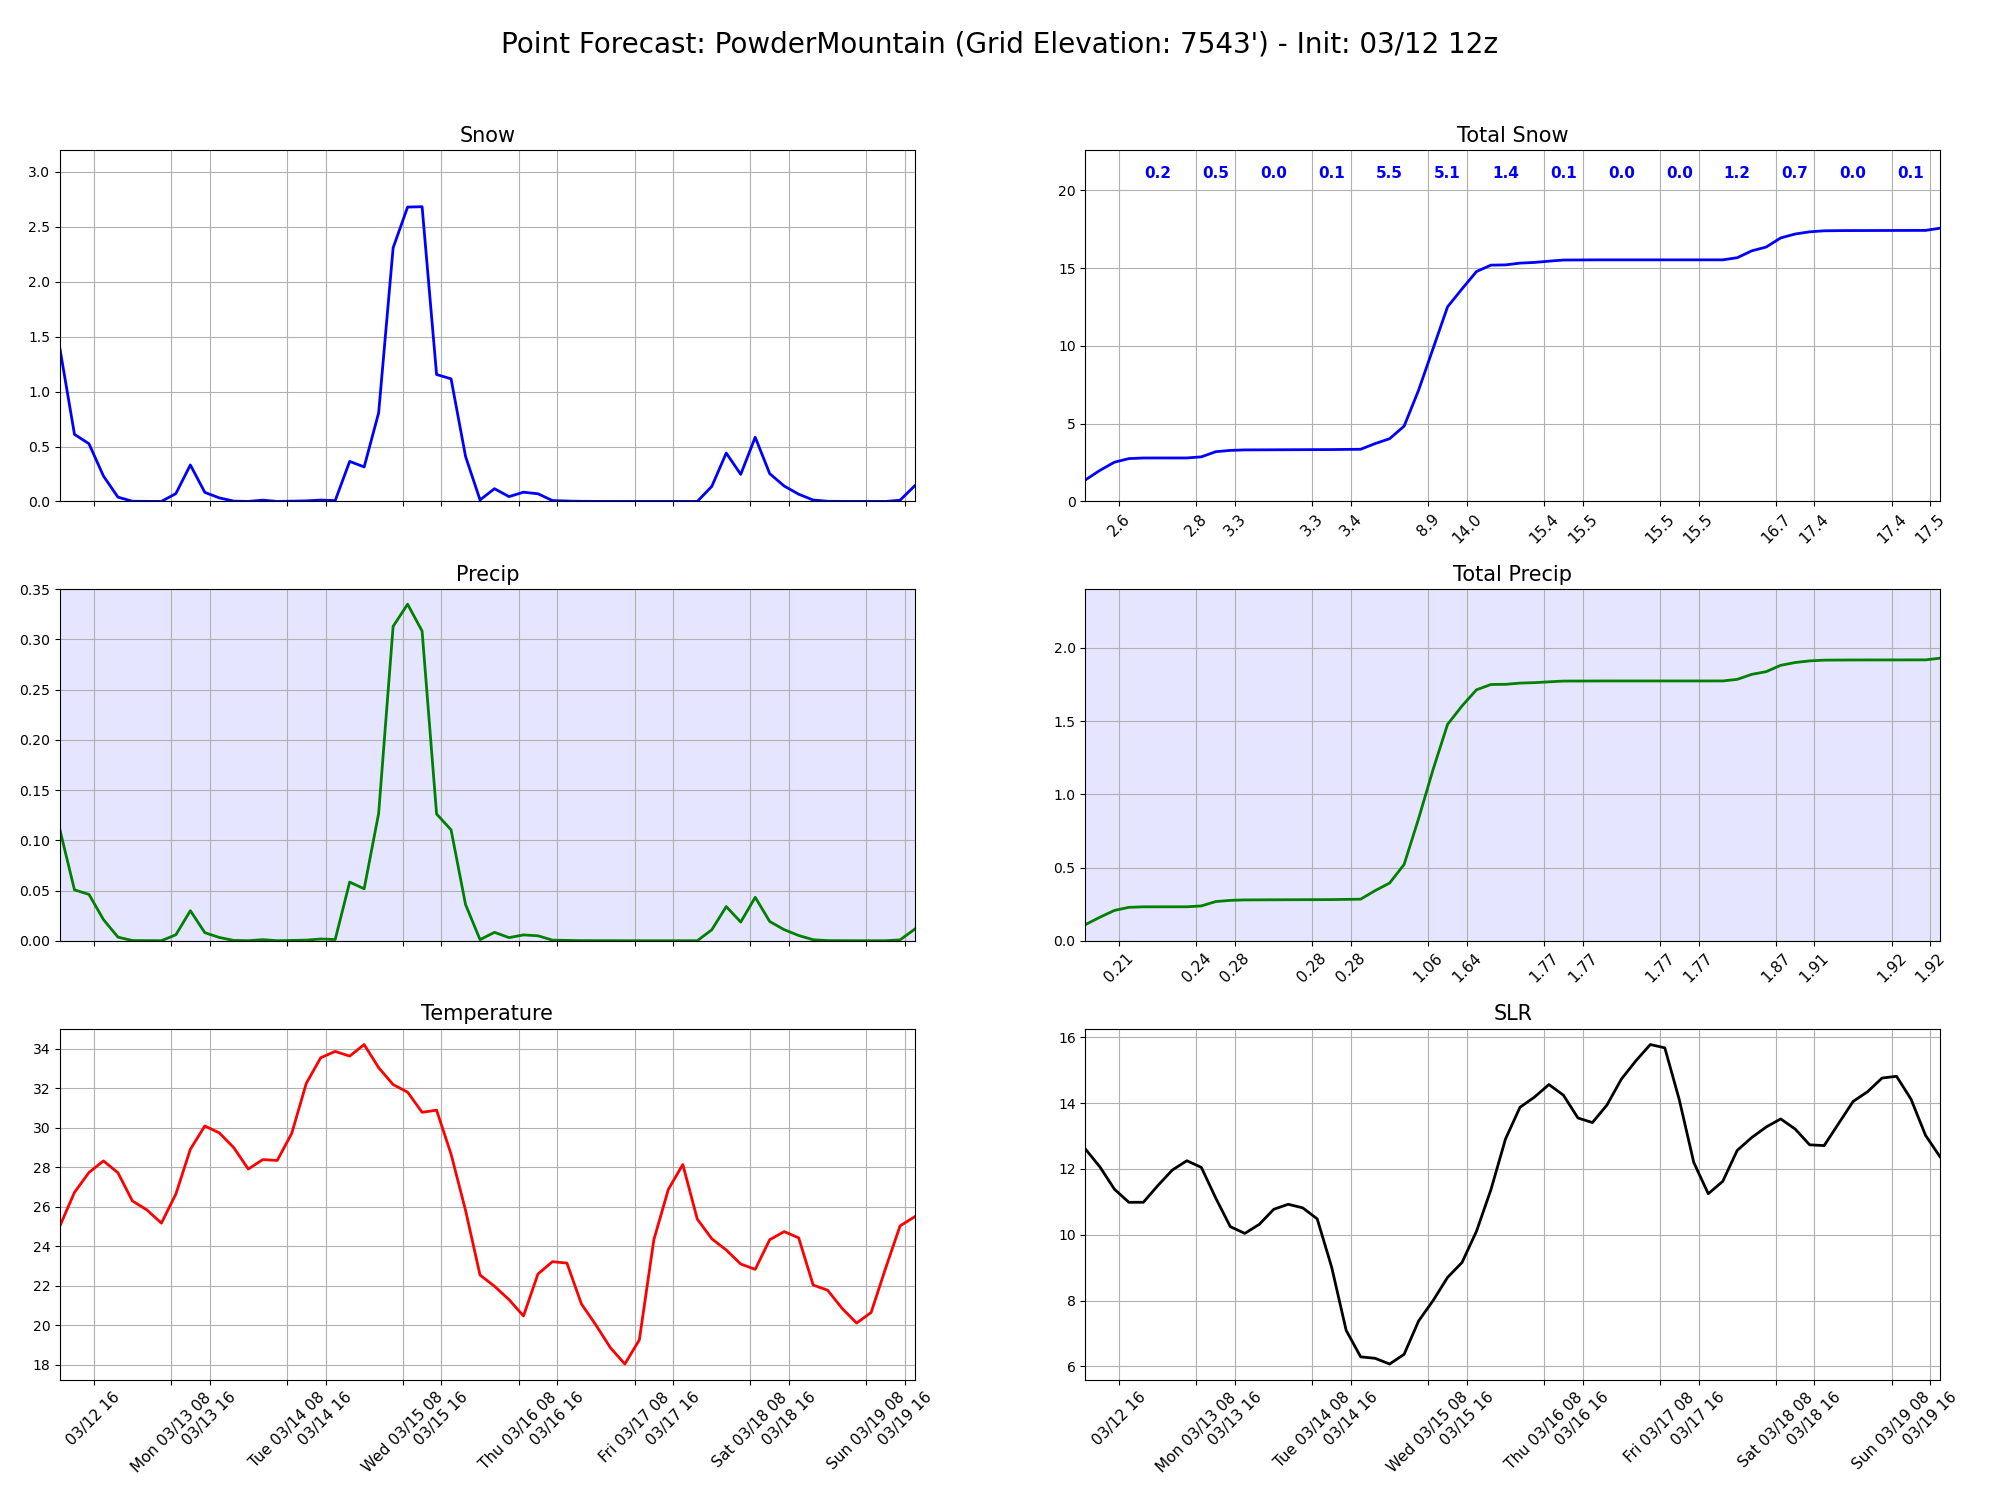 Point Forecast: PowderMountain (Grid Elevation: 7543') - Init: 03/12 12z
Snow
3.0
2.5
2.0
1.5
1.0
0.5
0.0
Total Snow
0.2 0.5 0.0 0.1 5.5 5.1 1.4 0.1 0.0 0.0 1.2 0.7 0.0 0.1
20
15
10
5
0
2.6 2.8 3.3 3.3 3.4 8.9 14.0 15.4 15.5 15.5 15.5 16.7 17.4 17.4 17.5
Precip
0.35
0.30
0.25
0.20
0.15
0.10
0.05
0.00
Total Precip
2.0
1.5
1.0
0.5
0.0
0.21 0.24 0.28 0.28 0.28 1.06 1.64 1.77 1.77 1.77 1.77 1.87 1.91 1.92 1.92
Temperature
34
32
30
28
26
24
22
20
18
03/12 16
Mon 03/13 08
03/13 16
Tue 03/14 08
03/14 16
Wed 03/15 08
03/15 16
Thu 03/16 08
03/16 16
Fri 03/17 08
03/17 16
Sat 03/18 08
03/18 16
Sun 03/19 08
03/19 16
SLR
16
14
12
10
8
6
03/12 16
Mon 03/13 08
03/13 16
Tue 03/14 08
03/14 16
Wed 03/15 08
03/15 16
Thu 03/16 08
03/16 16
Fri 03/17 08
03/17 16
Sat 03/18 08
03/18 16
Sun 03/19 08
03/19 16